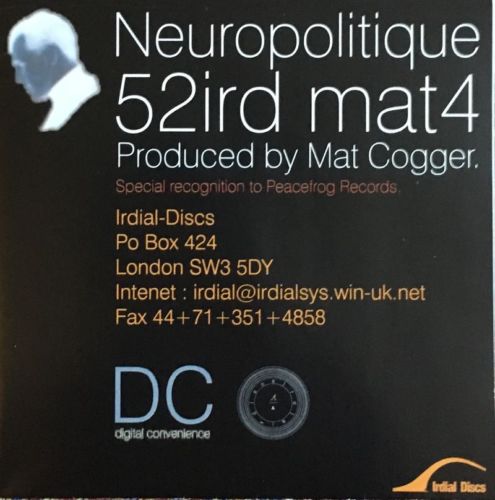 Neuropolitique
52ird mat4
Produced by Mat Cogger.
Special recognition to Peacefrog Records.
Irdial-Discs
Po Box 424
London SW3 5DY
Intenet : irdial@irdialsys.win-uk.net
Fax 44+71+351+4858
DC
digital convenience
Irdial Discs